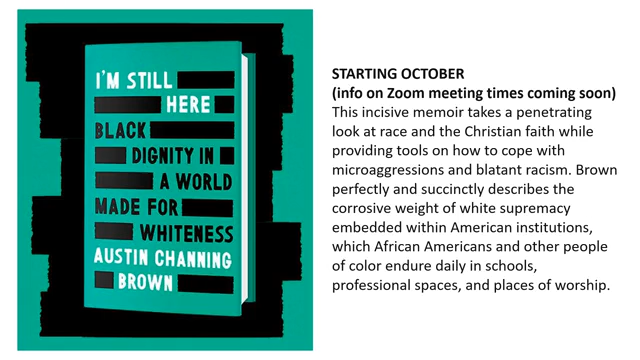 I'M STILL
HERE
BLACK
DIGNITY IN
A WORLD
MADE FOR
WHITENESS
AUSTIN CHANNING
BROWN
STARTING OCTOBER
(info on Zoom meeting times coming soon)
This incisive memoir takes a penetrating
look at race and the Christian faith while
providing tools on how to cope with
microaggressions and blatant racism. Brown
perfectly and succinctly describes the
corrosive weight of white supremacy
embedded within American institutions,
which African Americans and other people
of color endure daily in schools,
professional spaces, and places of worship.